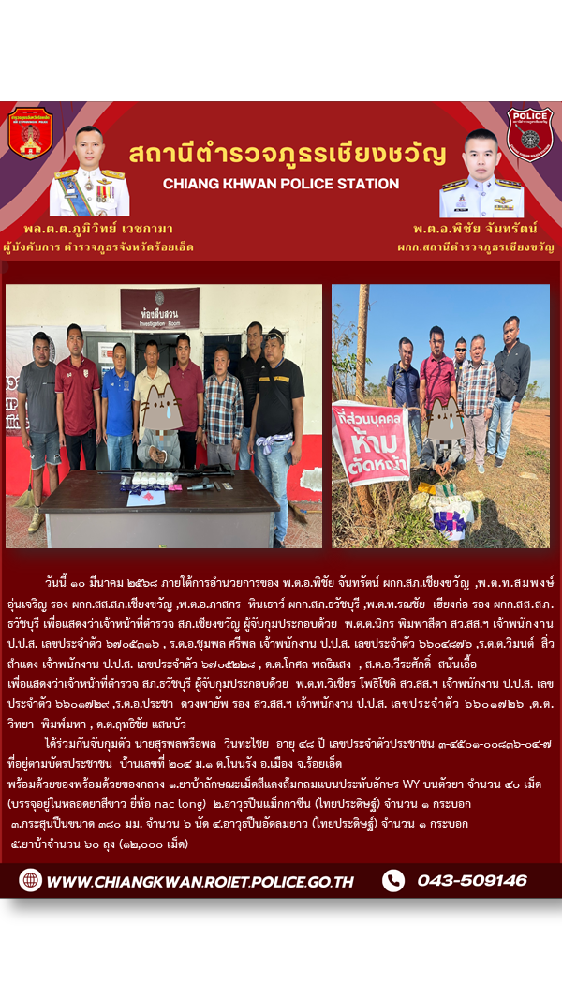 สถานีตำรวจภูธรเชียงขวัญ
CHIANG KHWAN POLICE STATION
POLICE
พล.ต.ต.ภูมิวิทย์ เวชกามา
ผู้บังคับการ ตำรวจภูธรจังหวัดร้อยเอ็ด
พ.ต.อ.พิชัย จันทรัตน์
ผกก.สถานีตำรวจภูธรเชียงขวัญ
ห้องสืบสวน
Investigation Room
ที่ส่วนบุคคล
ห้าม
ตัดหญ้า
วันนี้ ๑๐ มีนาคม ๒๕๖๘ ภายใต้การอำนวยการของ พ.ต.อ.พิชัย จันทรัตน์ ผกก.สภ.เชียงขวัญ ,พ.ต.ท.สมพงษ์
อุ่นเจริญ รอง ผกก.สส.สภ.เชียงขวัญ ,พ.ต.อ.ภาสกร หินเธาว์ ผกก.สภ.ธวัชบุรี ,พ.ต.ท.รณชัย เฮียงก่อ รอง ผกก.สส.สภ.
ธวัชบุรี เพื่อแสดงว่าเจ้าหน้าที่ตำรวจ สภ.เชียงขวัญ ผู้จับกุมประกอบด้วย พ.ต.ต.นิกร พิมพาสีดา สว.สส.ฯ เจ้าพนักงาน
ป.ป.ส. เลขประจำตัว ๖๗๐๕๓๑๖ , ร.ต.อ.ชุมพล ศรีพล เจ้าพนักงาน ป.ป.ส. เลขประจำตัว ๖๖๐๔๘๗๖ ,ร.ต.ต.วิมนต์ สิ่ว
สำแดง เจ้าพนักงาน ป.ป.ส. เลขประจำตัว ๖๗๐๕๒๒๘ , ด.ต.โกศล พลธิแสง , ส.ต.อ.วีระศักดิ์ สนั่นเอื้อ
เพื่อแสดงว่าเจ้าหน้าที่ตำรวจ สภ.ธวัชบุรี ผู้จับกุมประกอบด้วย พ.ต.ท.วิเชียร โพธิโชติ สว.สส.ฯ เจ้าพนักงาน ป.ป.ส. เลข
ประจำตัว ๖๖๐๑๗๒๙ ,ร.ต.อ.ประชา ดวงพายัพ รอง สว.สส.ฯ เจ้าพนักงาน ป.ป.ส. เลขประจำตัว ๖๖๐๑๗๒๖ ,ด.ต.
วิทยา พิมพ์มหา , ด.ต.ฤทธิชัย แสนบัว
ได้ร่วมกันจับกุมตัว นายสุรพลหรือพล วินทะไชย อายุ ๔๘ ปี เลขประจำตัวประชาชน ๓-๔๕๐๑-๐๐๘๓๖-๐๔-๗
ที่อยู่ตามบัตรประชาชน บ้านเลขที่ ๒๐๔ ม.๑ ต.โนนรัง อ.เมือง จ.ร้อยเอ็ด
พร้อมด้วยของพร้อมด้วยของกลาง ๑.ยาบ้าลักษณะเม็ดสีแดงส้มกลมแบนประทับอักษร WY บนตัวยา จำนวน ๔๐ เม็ด
(บรรจุอยู่ในหลอดยาสีขาว ยี่ห้อ nac long) ๒.อาวุธปืนแม็กกาซีน (ไทยประดิษฐ์) จำนวน ๑ กระบอก
๓.กระสุนปืนขนาด ๓๘๐ มม. จำนวน ๖ นัด ๔.อาวุธปืนอัดลมยาว (ไทยประดิษฐ์) จำนวน ๑ กระบอก
๕.ยาบ้าจำนวน ๖๐ ถุง (๑๒,๐๐๐ เม็ด)
WWW.CHIANGKWAN.ROIET.POLICE.GO.TH
043-509146